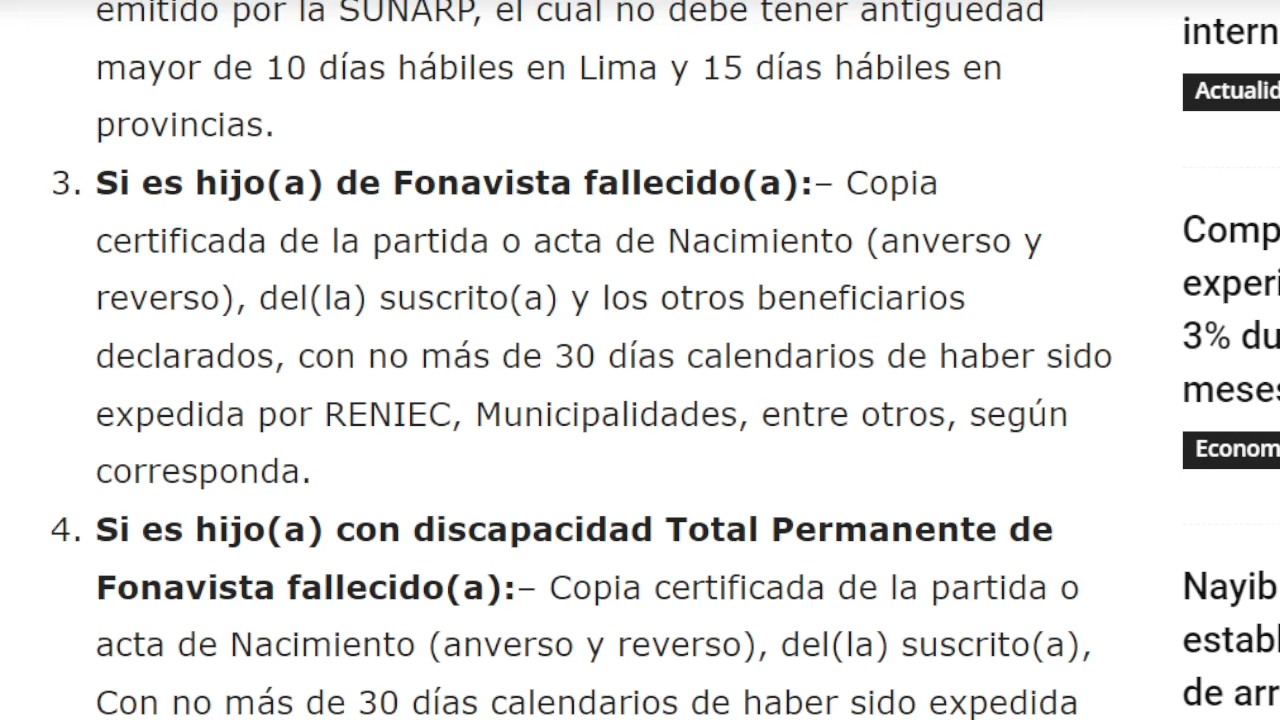 emitido por la SUNARP, el cual no debe tener antigüedad
mayor de 10 días hábiles en Lima y 15 días hábiles en
provincias.
3. Si es hijo(a) de Fonavista fallecido(a):– Copia
certificada de la partida o acta de Nacimiento (anverso y
reverso), del(la) suscrito(a) y los otros beneficiarios
declarados, con no más de 30 días calendarios de haber sido
expedida por RENIEC, Municipalidades, entre otros, según
corresponda.
4. Si es hijo(a) con discapacidad Total Permanente de
Fonavista fallecido(a):– Copia certificada de la partida o
acta de Nacimiento (anverso y reverso), del(la) suscrito(a),
Con no más de 30 días calendarios de haber sido expedida
intern
Actualid
Comp
experi
3% du
meses
Econom
Nayib
establ
de arr